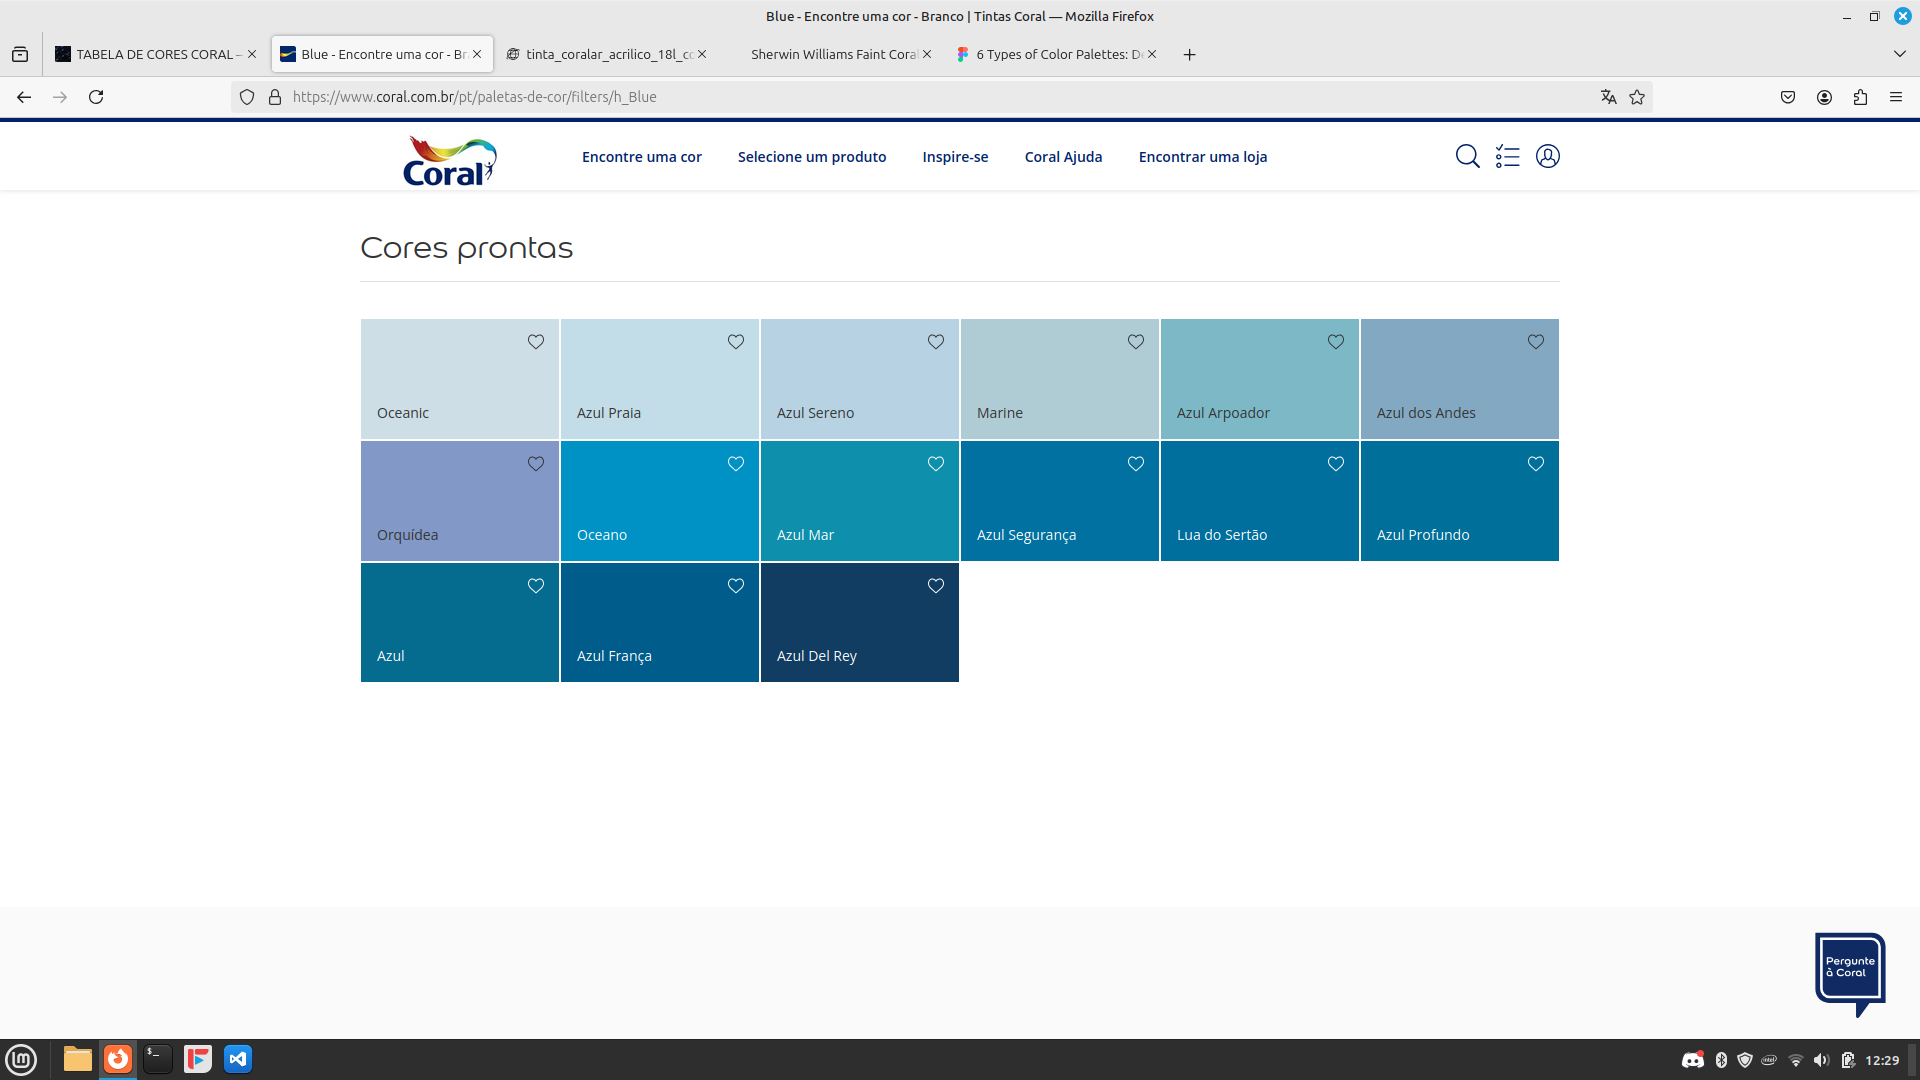 Blue - Encontre uma cor - Branco | Tintas Coral — Mozilla Firefox
TABELA DE CORES CORAL –
Blue - Encontre uma cor - Br
tinta_coralar_acrilico_18l_cc
Sherwin Williams Faint Coral
6 Types of Color Palettes: De
https://www.coral.com.br/pt/paletas-de-cor/filters/h_Blue
Coral
Encontre uma cor
Selecione um produto
Inspire-se
Coral Ajuda
Encontrar uma loja
Cores prontas
Oceanic
Azul Praia
Azul Sereno
Marine
Azul Arpoador
Azul dos Andes
Orquídea
Oceano
Azul Mar
Azul Segurança
Lua do Sertão
Azul Profundo
Azul
Azul França
Azul Del Rey
Pergunte
à Coral
12:29